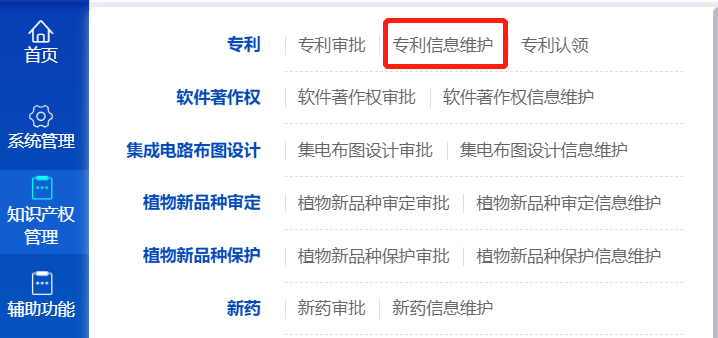 首页
系统管理
知识产权
管理
辅助功能
专利 专利审批 专利信息维护 专利认领
软件著作权 软件著作权审批 软件著作权信息维护
集成电路布图设计 集电布图设计审批 集电布图设计信息维护
植物新品种审定 植物新品种审定审批 植物新品种审定信息维护
植物新品种保护 植物新品种保护审批 植物新品种保护信息维护
新药 新药审批 新药信息维护